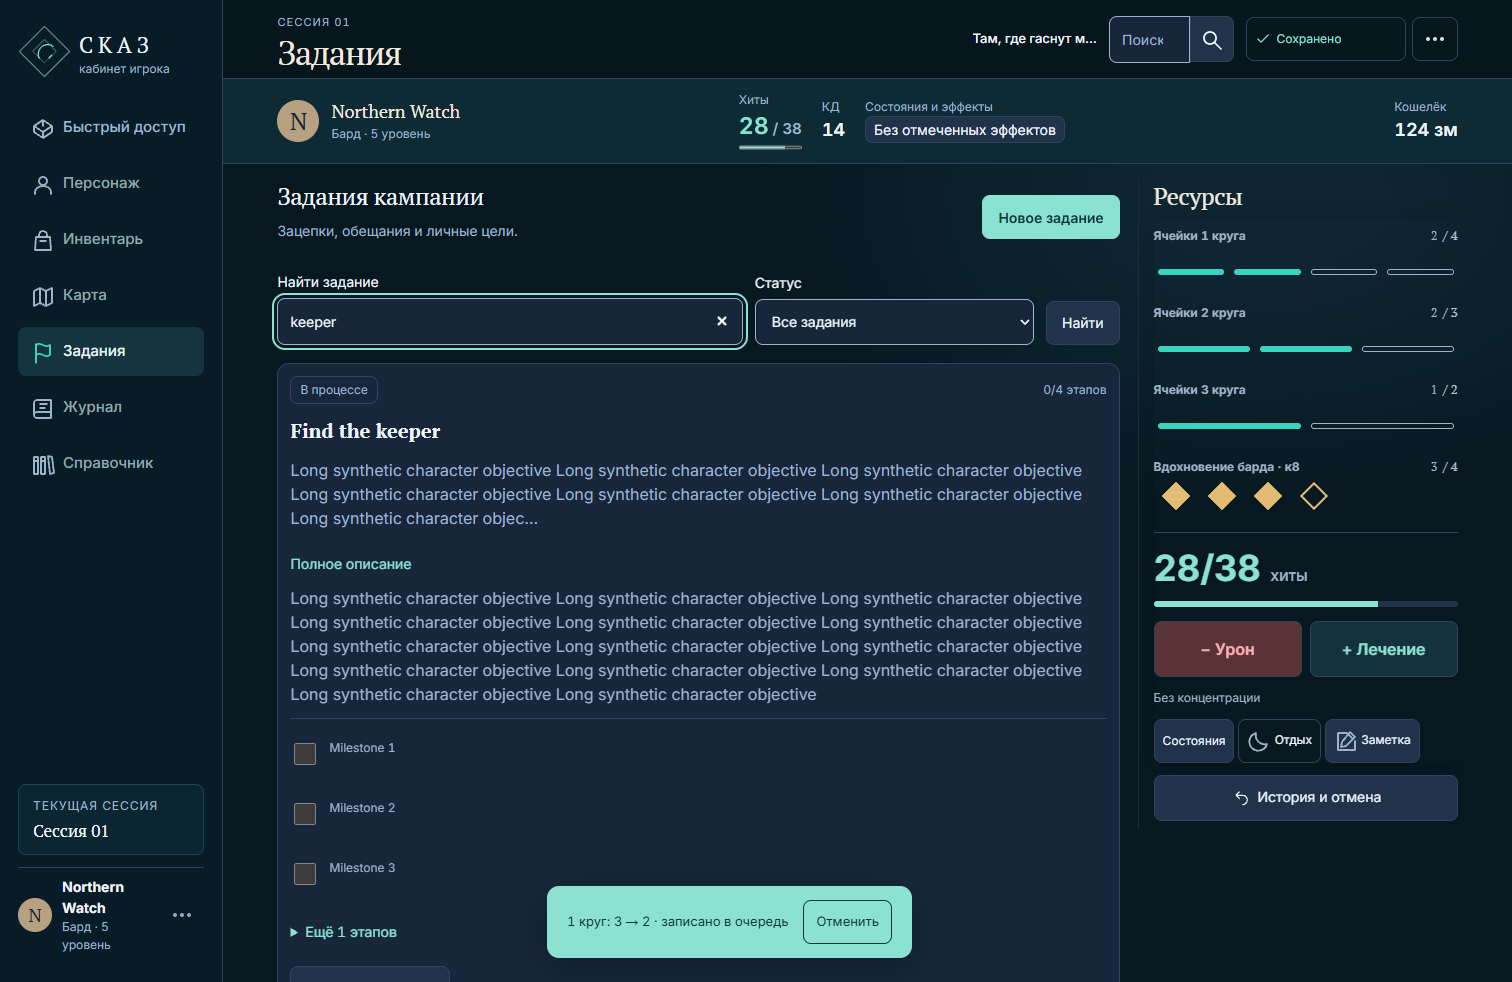 СКАЗ
кабинет игрока
Быстрый доступ
Персонаж
Инвентарь
Карта
Задания
Журнал
Справочник
ТЕКУЩАЯ СЕССИЯ
Сессия 01
N
Northern
Watch
Бард · 5
уровень
СЕССИЯ 01
Задания
Там, где гаснут м...
Поиск
Сохранено
N
Northern Watch
Бард · 5 уровень
Хиты
28 / 38
КД
14
Состояния и эффекты
Без отмеченных эффектов
Кошелёк
124 зм
Задания кампании
Зацепки, обещания и личные цели.
Новое задание
Найти задание
keeper
Статус
Все задания
Найти
В процессе
0/4 этапов
Find the keeper
Long synthetic character objective Long synthetic character objective Long synthetic character objective
Long synthetic character objective Long synthetic character objective Long synthetic character objective
Long synthetic character objec...
Полное описание
Long synthetic character objective Long synthetic character objective Long synthetic character objective
Long synthetic character objective Long synthetic character objective Long synthetic character objective
Long synthetic character objective Long synthetic character objective Long synthetic character objective
Long synthetic character objective Long synthetic character objective Long synthetic character objective
Long synthetic character objective Long synthetic character objective
Milestone 1
Milestone 2
Milestone 3
Ещё 1 этапов
1 круг: 3 → 2 · записано в очередь
Отменить
Ресурсы
Ячейки 1 круга
2 / 4
Ячейки 2 круга
2 / 3
Ячейки 3 круга
1 / 2
Вдохновение барда · к8
3 / 4
28/38 хиты
− Урон
+ Лечение
Без концентрации
Состояния
Отдых
Заметка
История и отмена